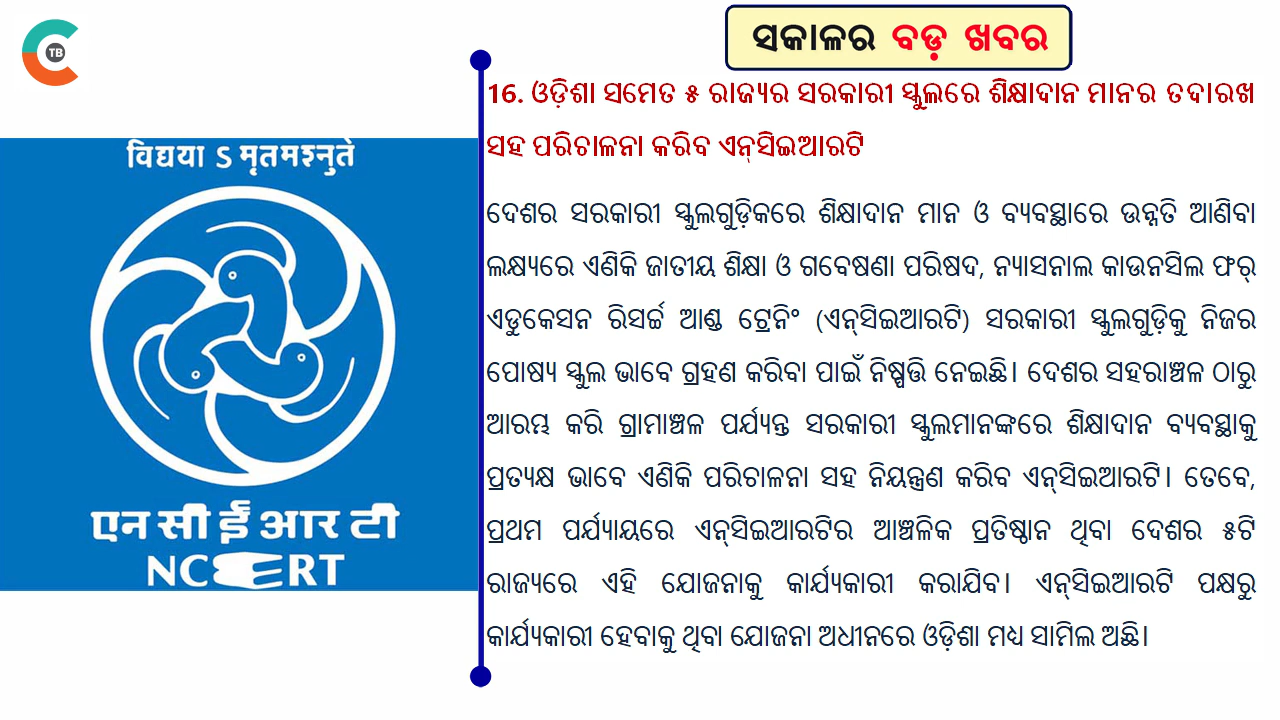 TB
ସକାଳର ବଡ଼ ଖବର
16. ଓଡ଼ିଶା ସମେତ ୫ ରାଜ୍ୟର ସରକାରୀ ସ୍କୁଲରେ ଶିକ୍ଷାଦାନ ମାନର ତଦାରଖ
ସହ ପରିଚାଳନା କରିବ ଏନ୍‌ସିଇଆରଟି
विद्यया ऽ मृतमश्नुते
एन सी ई आर टी
NCERT
ଦେଶର ସରକାରୀ ସ୍କୁଲଗୁଡ଼ିକରେ ଶିକ୍ଷାଦାନ ମାନ ଓ ବ୍ୟବସ୍ଥାରେ ଉନ୍ନତି ଆଣିବା
ଲକ୍ଷ୍ୟରେ ଏଣିକି ଜାତୀୟ ଶିକ୍ଷା ଓ ଗବେଷଣା ପରିଷଦ, ନ୍ୟାସନାଲ କାଉନସିଲ ଫର୍
ଏଡୁକେସନ ରିସର୍ଚ୍ଚ ଆଣ୍ଡ ଟ୍ରେନିଂ (ଏନ୍‌ସିଇଆରଟି) ସରକାରୀ ସ୍କୁଲଗୁଡ଼ିକୁ ନିଜର
ପୋଷ୍ୟ ସ୍କୁଲ ଭାବେ ଗ୍ରହଣ କରିବା ପାଇଁ ନିଷ୍ପତ୍ତି ନେଇଛି। ଦେଶର ସହରାଞ୍ଚଳ ଠାରୁ
ଆରମ୍ଭ କରି ଗ୍ରାମାଞ୍ଚଳ ପର୍ଯ୍ୟନ୍ତ ସରକାରୀ ସ୍କୁଲମାନଙ୍କରେ ଶିକ୍ଷାଦାନ ବ୍ୟବସ୍ଥାକୁ
ପ୍ରତ୍ୟକ୍ଷ ଭାବେ ଏଣିକି ପରିଚାଳନା ସହ ନିୟନ୍ତ୍ରଣ କରିବ ଏନ୍‌ସିଇଆରଟି। ତେବେ,
ପ୍ରଥମ ପର୍ଯ୍ୟାୟରେ ଏନ୍‌ସିଇଆରଟିର ଆଞ୍ଚଳିକ ପ୍ରତିଷ୍ଠାନ ଥିବା ଦେଶର ୫ଟି
ରାଜ୍ୟରେ ଏହି ଯୋଜନାକୁ କାର୍ଯ୍ୟକାରୀ କରାଯିବ। ଏନ୍‌ସିଇଆରଟି ପକ୍ଷରୁ
କାର୍ଯ୍ୟକାରୀ ହେବାକୁ ଥିବା ଯୋଜନା ଅଧୀନରେ ଓଡ଼ିଶା ମଧ୍ୟ ସାମିଲ ଅଛି।